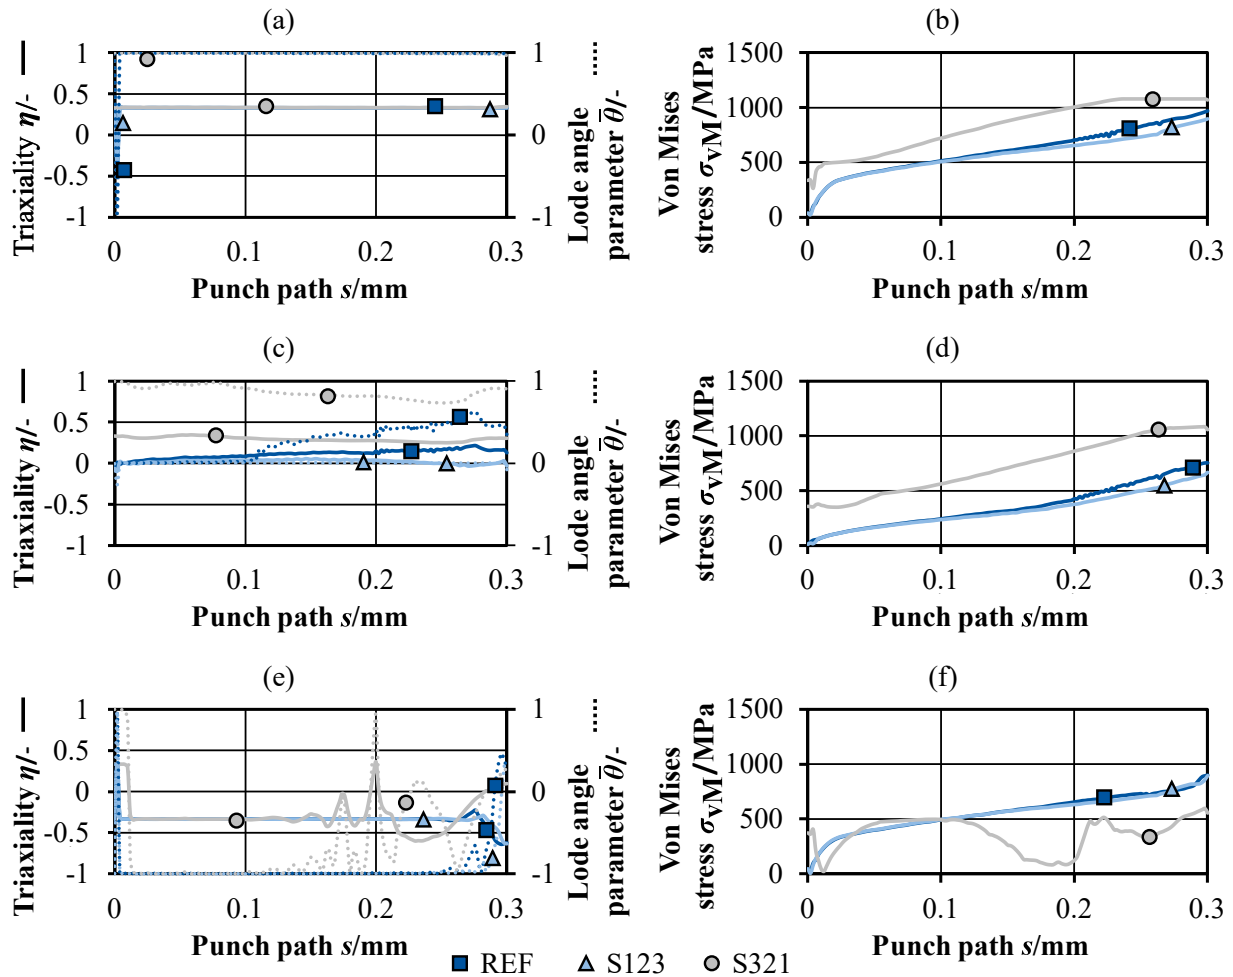 (a)
(b)
Triaxiality η/-
1
0.5
0
-0.5
-1
0
0.1
0.2
0.3
Punch path s/mm
1
0
-1
Lode angle
parameter θ̄/-
Von Mises
stress σvM/MPa
1500
1000
500
0
0
0.1
0.2
0.3
Punch path s/mm
(c)
(d)
Triaxiality η/-
1
0.5
0
-0.5
-1
0
0.1
0.2
0.3
Punch path s/mm
1
0
-1
Lode angle
parameter θ̄/-
Von Mises
stress σvM/MPa
1500
1000
500
0
0
0.1
0.2
0.3
Punch path s/mm
(e)
(f)
Triaxiality η/-
1
0.5
0
-0.5
-1
0
0.1
0.2
0.3
Punch path s/mm
1
0
-1
Lode angle
parameter θ̄/-
Von Mises
stress σvM/MPa
1500
1000
500
0
0
0.1
0.2
0.3
Punch path s/mm
REF S123 S321